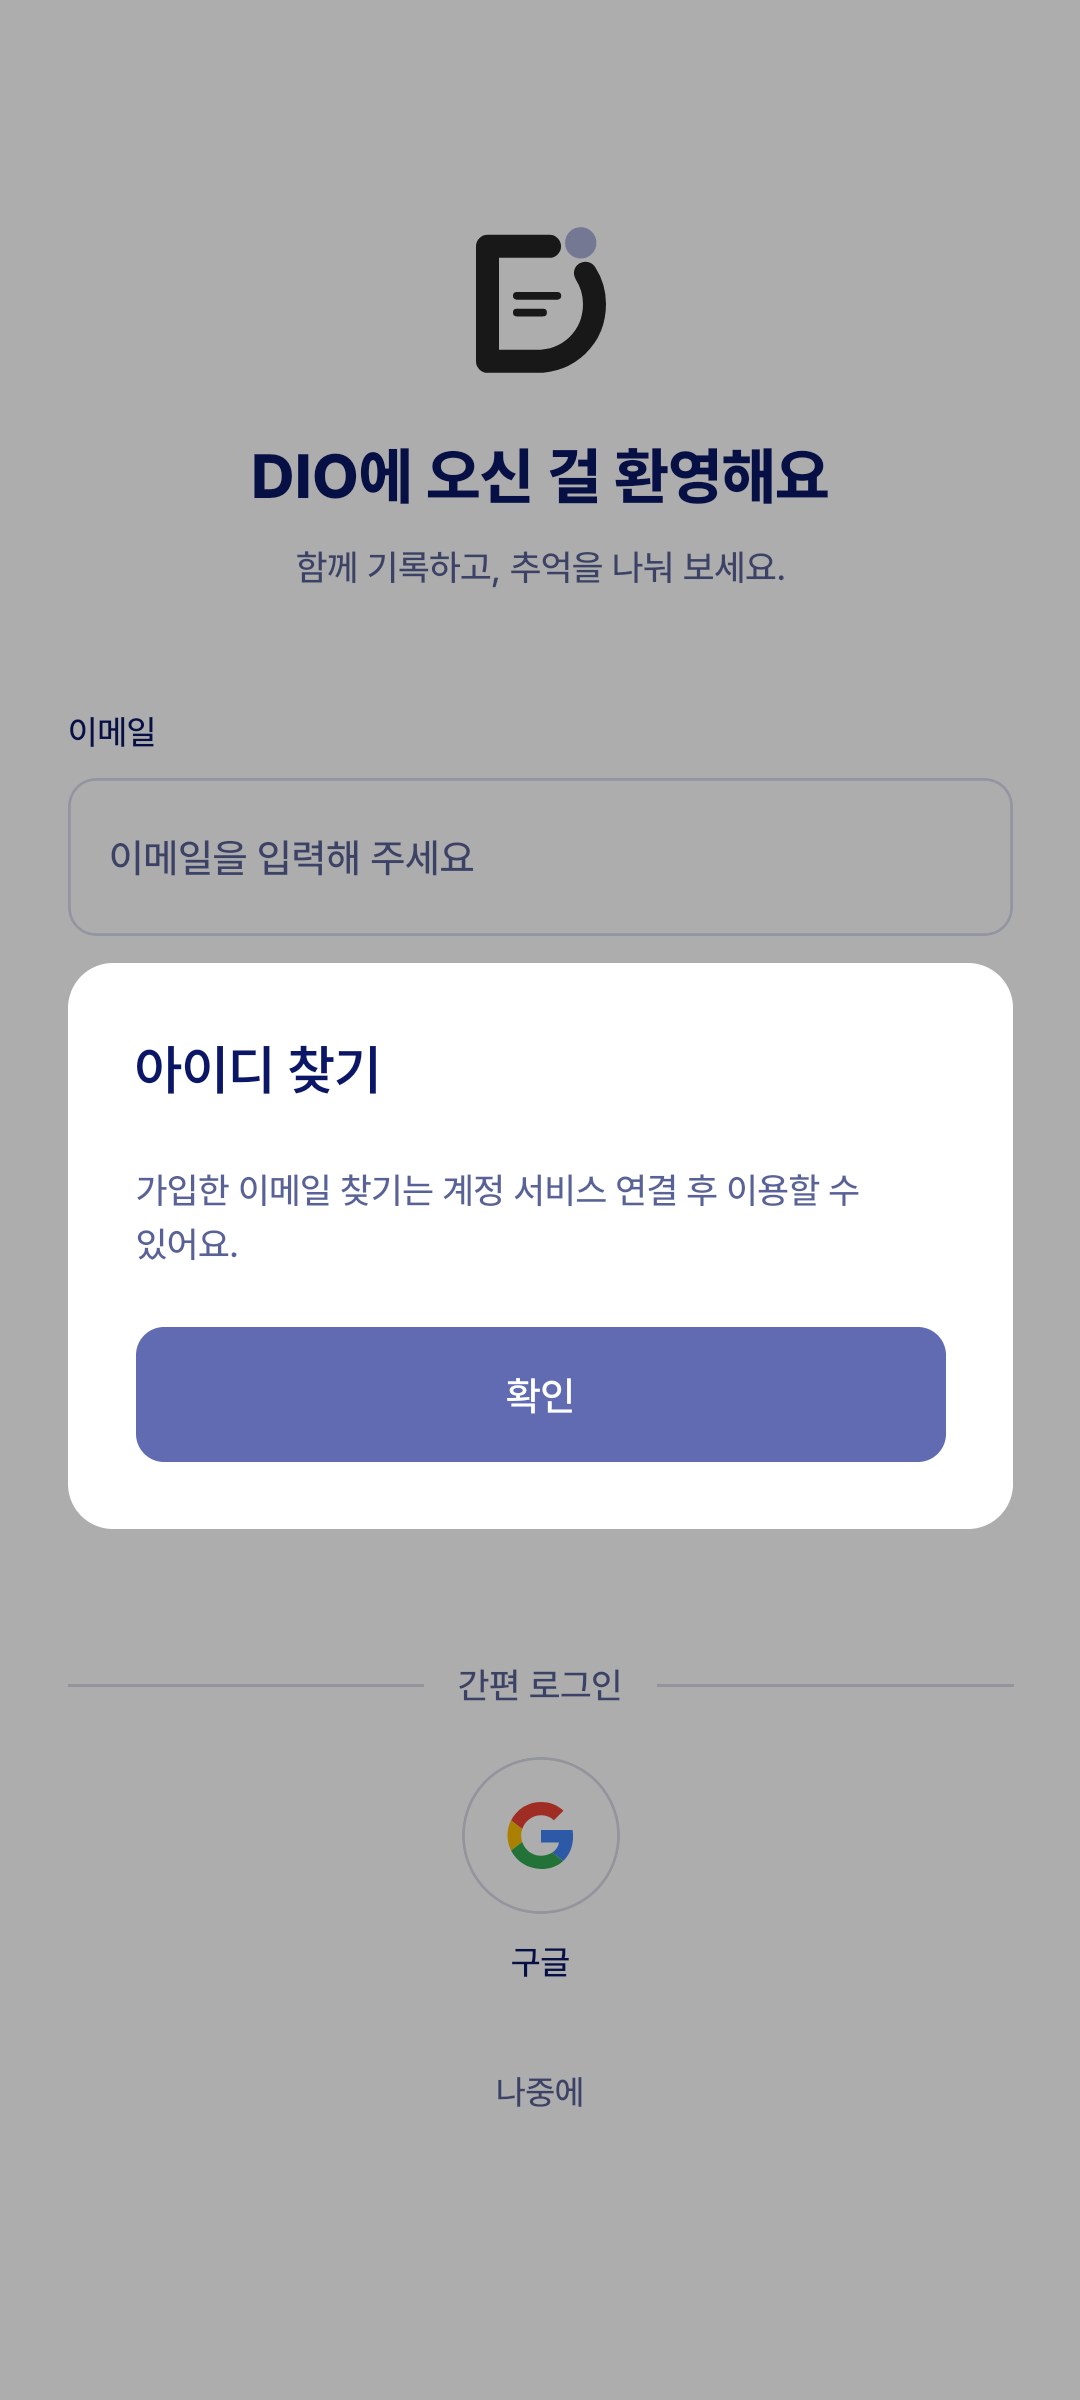 DIO에 오신 걸 환영해요
함께 기록하고, 추억을 나눠 보세요.
이메일
이메일을 입력해 주세요
아이디 찾기
가입한 이메일 찾기는 계정 서비스 연결 후 이용할 수
있어요.
확인
간편 로그인
구글
나중에